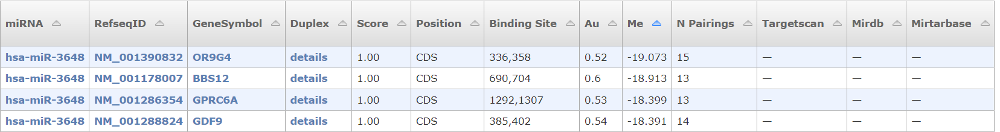 miRNA RefseqID GeneSymbol Duplex Score Position Binding Site Au Me N Pairings Targetscan Mirdb Mirtarbase
hsa-miR-3648 NM_001390832 OR9G4 details 1.00 CDS 336,358 0.52 -19.073 15 — — —
hsa-miR-3648 NM_001178007 BBS12 details 1.00 CDS 690,704 0.6 -18.913 13 — — —
hsa-miR-3648 NM_001286354 GPRC6A details 1.00 CDS 1292,1307 0.53 -18.399 13 — — —
hsa-miR-3648 NM_001288824 GDF9 details 1.00 CDS 385,402 0.54 -18.391 14 — — —